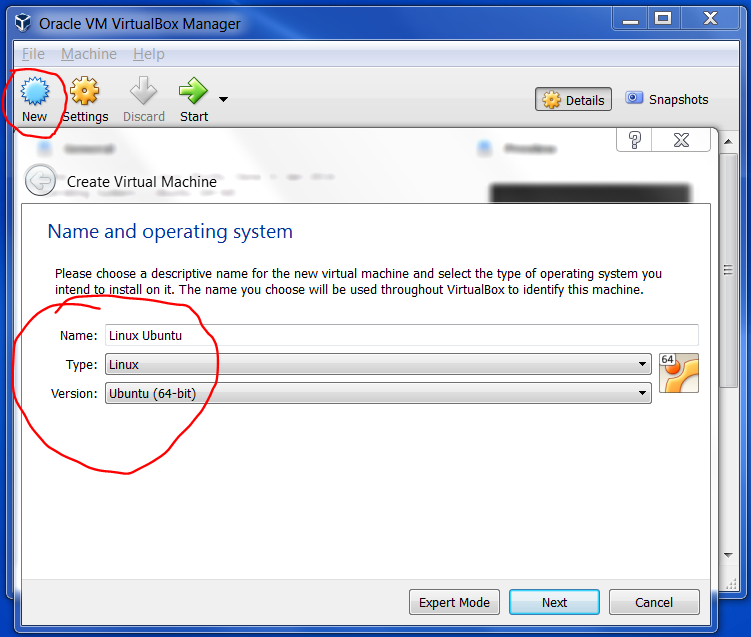 Oracle VM VirtualBox Manager
File Machine Help
New Settings Discard Start Details Snapshots
General Preview
Create Virtual Machine
Name and operating system
Please choose a descriptive name for the new virtual machine and select the type of operating system you
intend to install on it. The name you choose will be used throughout VirtualBox to identify this machine.
Name: Linux Ubuntu
Type: Linux
64
Version: Ubuntu (64-bit)
Expert Mode Next Cancel